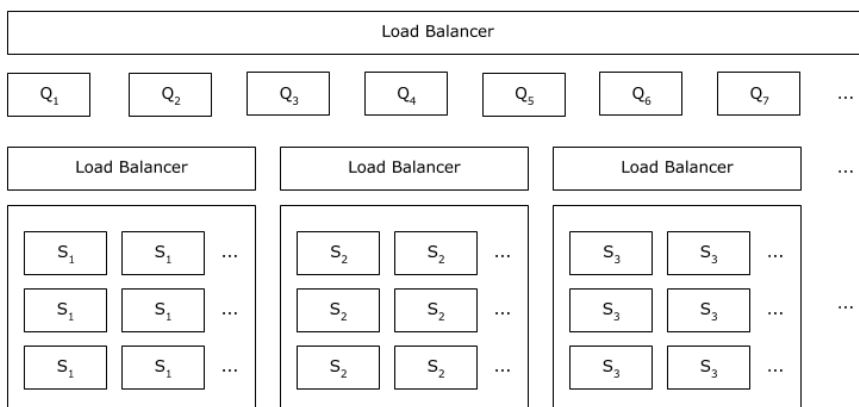 Load Balancer
Q₁ Q₂ Q₃ Q₄ Q₅ Q₆ Q₇ ...
Load Balancer Load Balancer Load Balancer ...
S₁ S₁ ... S₂ S₂ ... S₃ S₃ ...
S₁ S₁ ... S₂ S₂ ... S₃ S₃ ... ...
S₁ S₁ ... S₂ S₂ ... S₃ S₃ ...